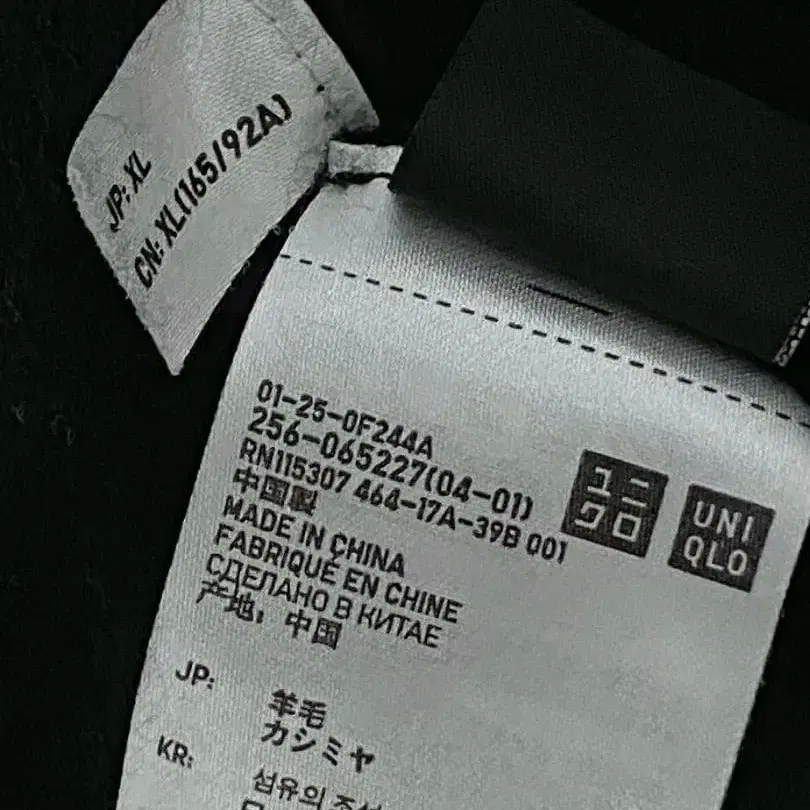 JP: XL
CN: XL(165/92A)
01-25-0F244A
256-065227(04-01)
RN115307 464-17A-39B 001
中国製
MADE IN CHINA
FABRIQUÉ EN CHINE
СДЕЛАНО В КИТАЕ
产地：中国
ユニ
クロ
UNI
QLO
JP:
羊毛
カシミヤ
KR:
섬유의 조성